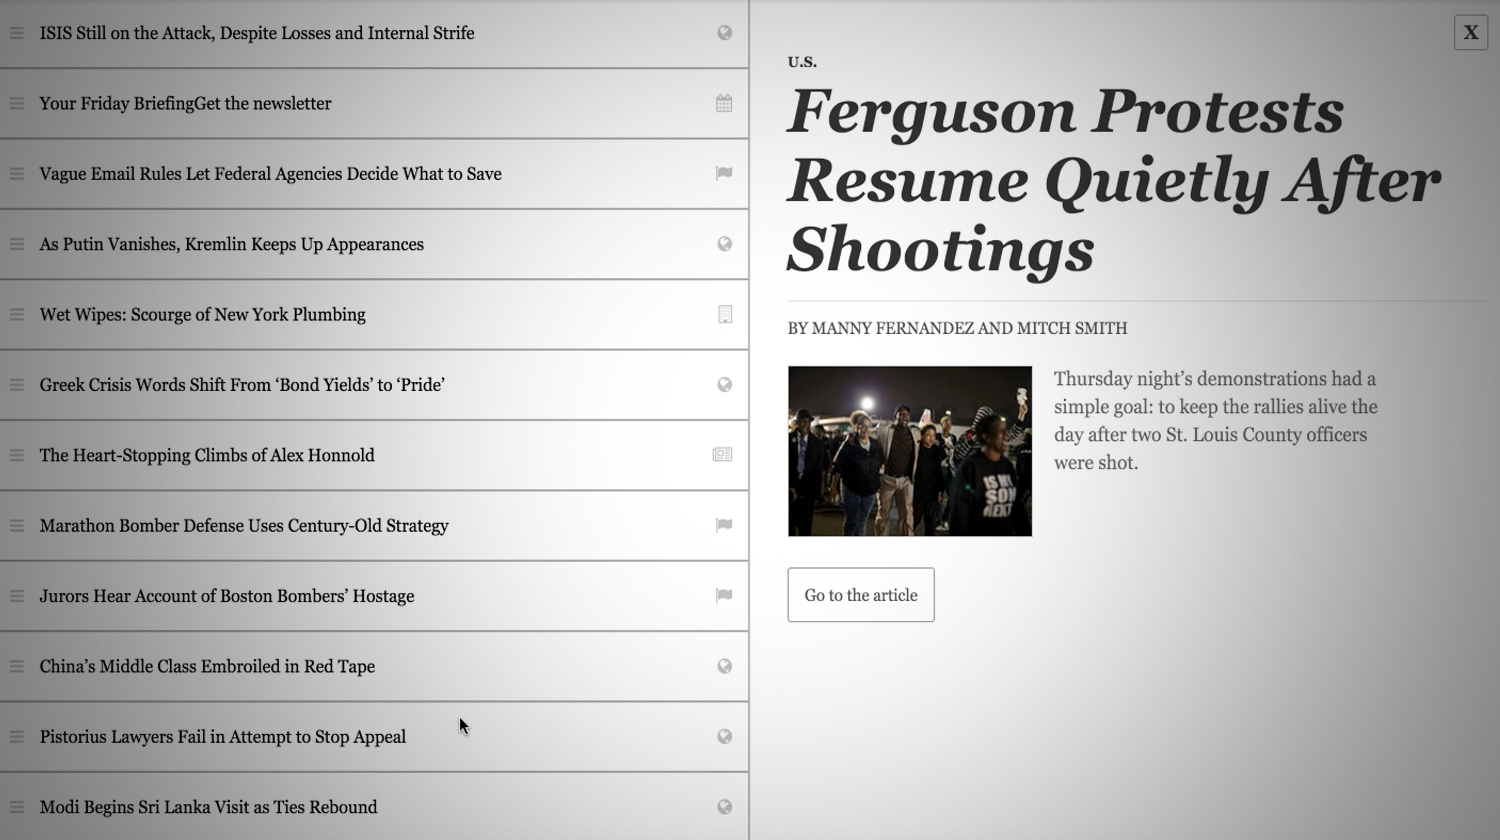 ISIS Still on the Attack, Despite Losses and Internal Strife
Your Friday BriefingGet the newsletter
Vague Email Rules Let Federal Agencies Decide What to Save
As Putin Vanishes, Kremlin Keeps Up Appearances
Wet Wipes: Scourge of New York Plumbing
Greek Crisis Words Shift From ‘Bond Yields’ to ‘Pride’
The Heart-Stopping Climbs of Alex Honnold
Marathon Bomber Defense Uses Century-Old Strategy
Jurors Hear Account of Boston Bombers’ Hostage
China’s Middle Class Embroiled in Red Tape
Pistorius Lawyers Fail in Attempt to Stop Appeal
Modi Begins Sri Lanka Visit as Ties Rebound
X
U.S.
Ferguson Protests
Resume Quietly After
Shootings
BY MANNY FERNANDEZ AND MITCH SMITH
IS MY
SON
NEXT
Thursday night’s demonstrations had a
simple goal: to keep the rallies alive the
day after two St. Louis County officers
were shot.
Go to the article